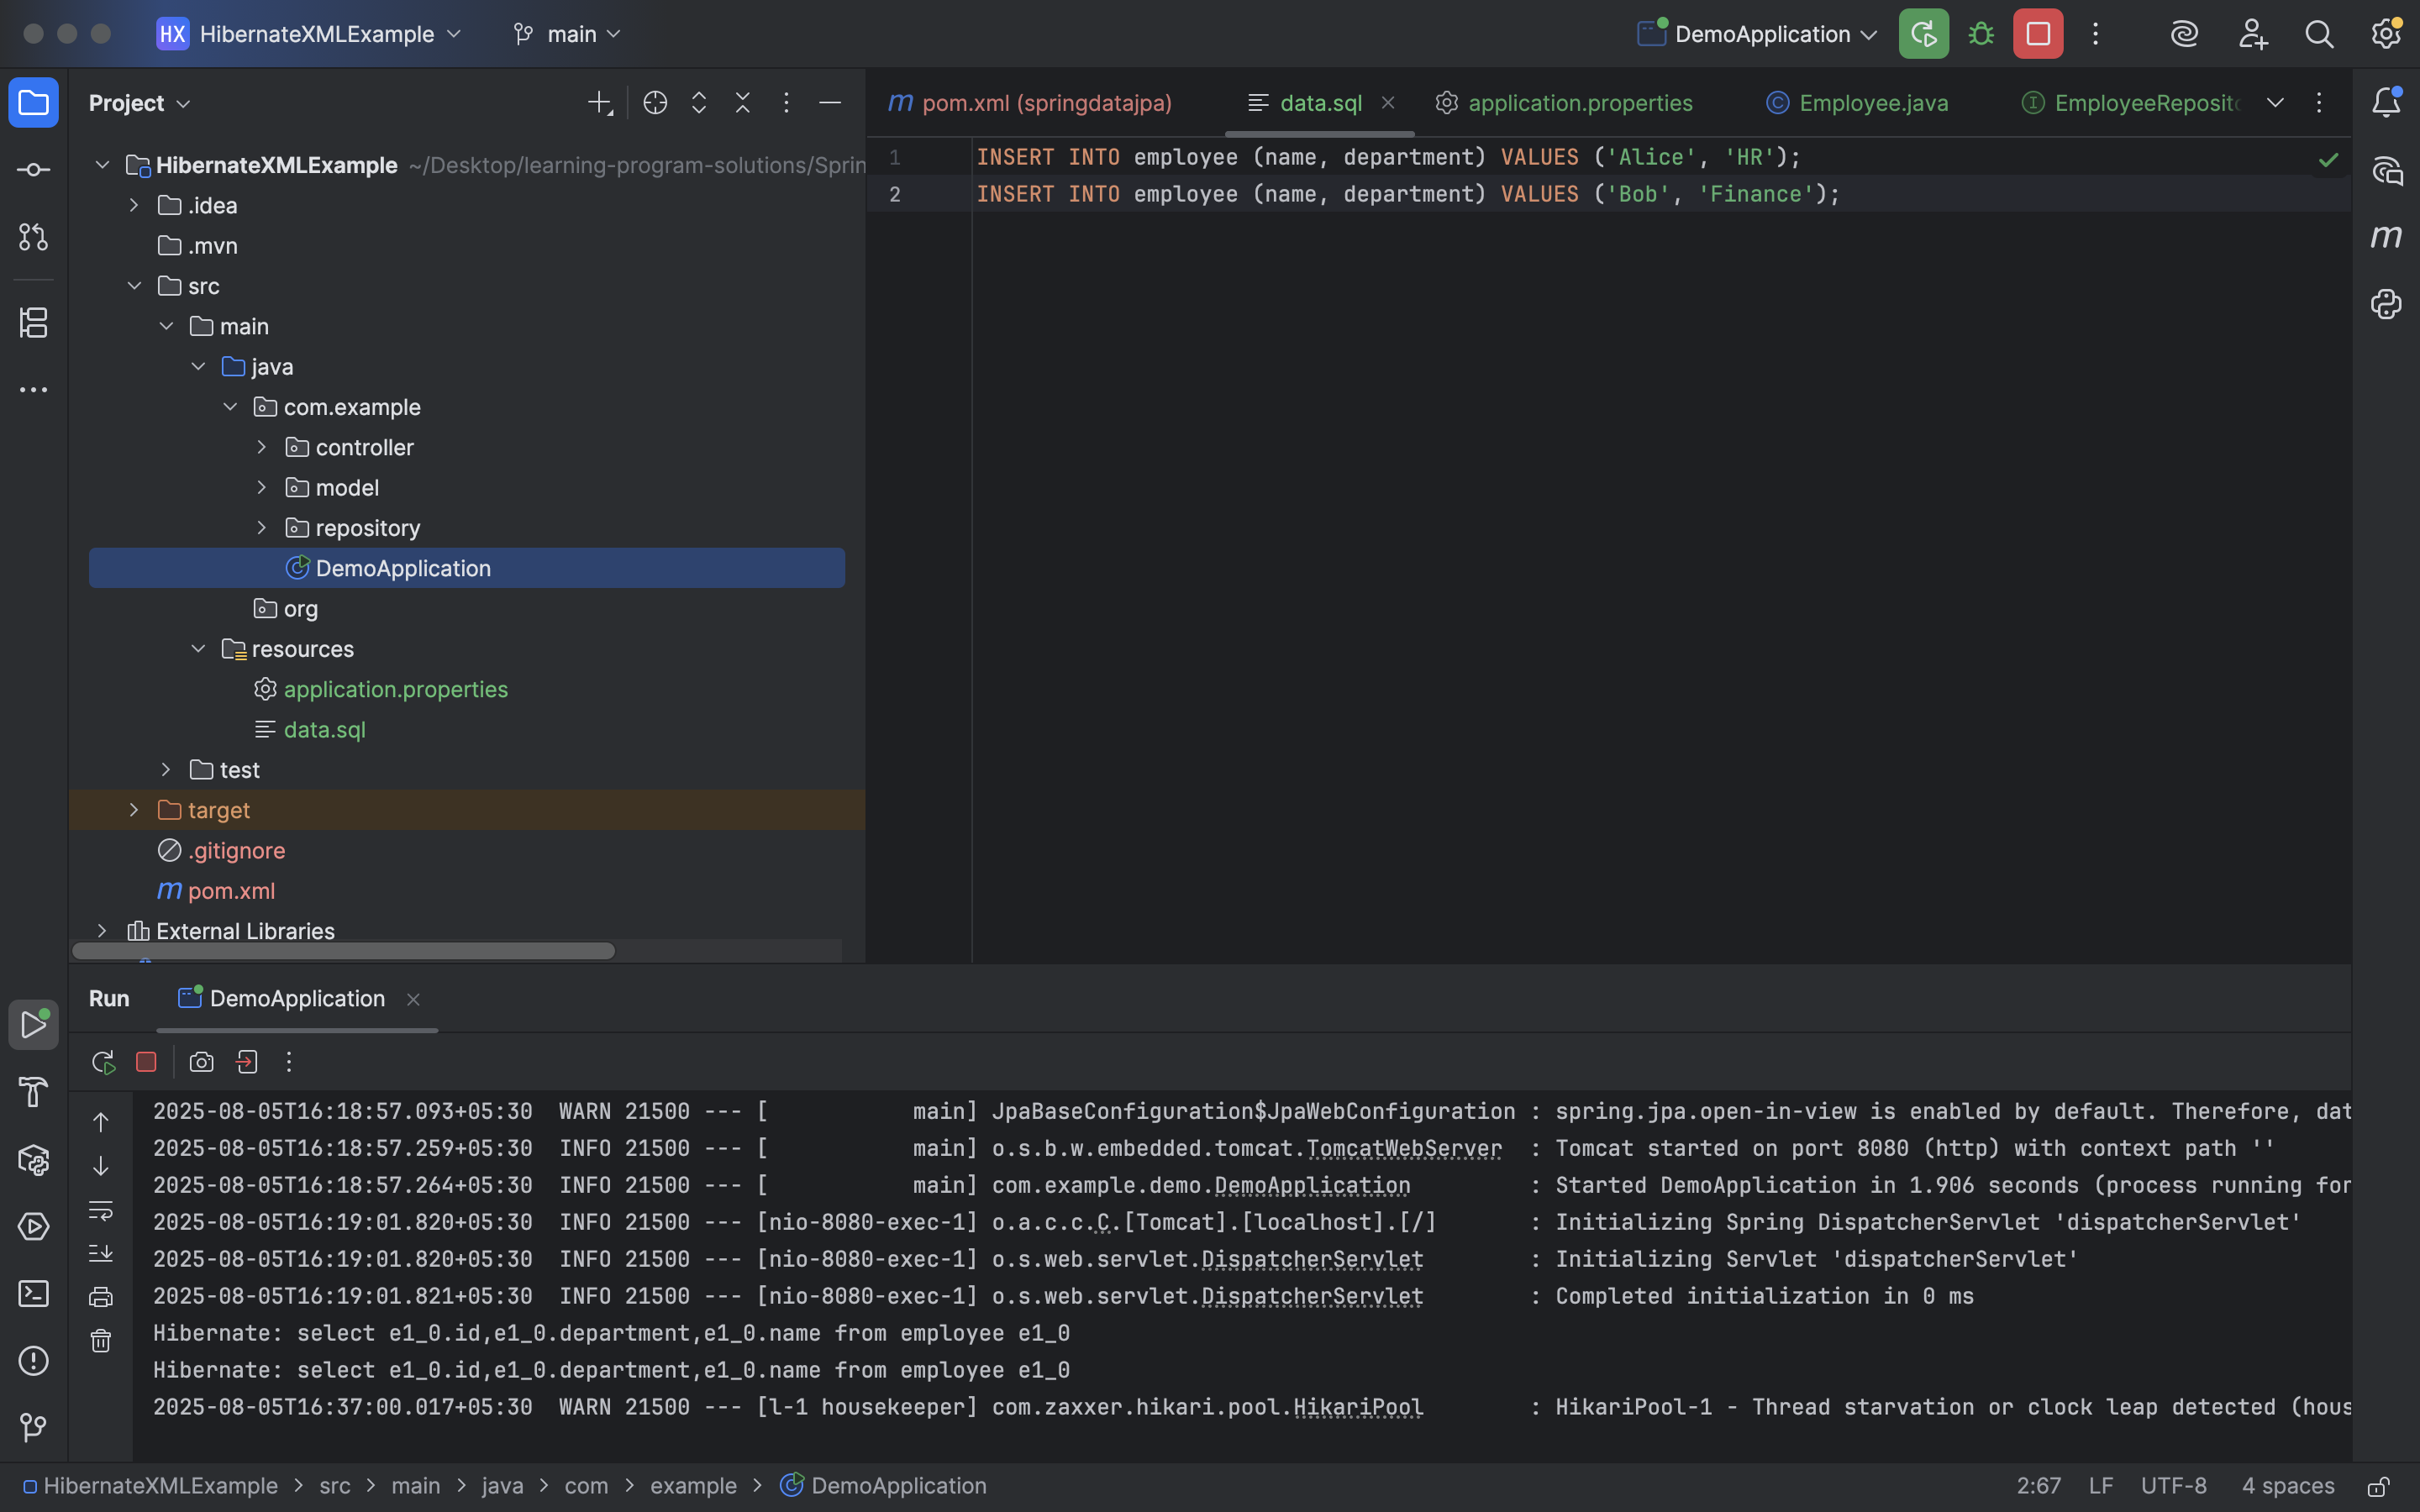 HX HibernateXMLExample main DemoApplication
Project
pom.xml (springdatajpa) data.sql application.properties Employee.java EmployeeReposit
HibernateXMLExample ~/Desktop/learning-program-solutions/Sprin
.idea
.mvn
src
main
java
com.example
controller
model
repository
DemoApplication
org
resources
application.properties
data.sql
test
target
.gitignore
pom.xml
External Libraries
1 INSERT INTO employee (name, department) VALUES ('Alice', 'HR');
2 INSERT INTO employee (name, department) VALUES ('Bob', 'Finance');
Run DemoApplication
2025-08-05T16:18:57.093+05:30  WARN 21500 --- [           main] JpaBaseConfiguration$JpaWebConfiguration : spring.jpa.open-in-view is enabled by default. Therefore, dat
2025-08-05T16:18:57.259+05:30  INFO 21500 --- [           main] o.s.b.w.embedded.tomcat.TomcatWebServer  : Tomcat started on port 8080 (http) with context path ''
2025-08-05T16:18:57.264+05:30  INFO 21500 --- [           main] com.example.demo.DemoApplication         : Started DemoApplication in 1.906 seconds (process running for
2025-08-05T16:19:01.820+05:30  INFO 21500 --- [nio-8080-exec-1] o.a.c.c.C.[Tomcat].[localhost].[/]       : Initializing Spring DispatcherServlet 'dispatcherServlet'
2025-08-05T16:19:01.820+05:30  INFO 21500 --- [nio-8080-exec-1] o.s.web.servlet.DispatcherServlet        : Initializing Servlet 'dispatcherServlet'
2025-08-05T16:19:01.821+05:30  INFO 21500 --- [nio-8080-exec-1] o.s.web.servlet.DispatcherServlet        : Completed initialization in 0 ms
Hibernate: select e1_0.id,e1_0.department,e1_0.name from employee e1_0
Hibernate: select e1_0.id,e1_0.department,e1_0.name from employee e1_0
2025-08-05T16:37:00.017+05:30  WARN 21500 --- [l-1 housekeeper] com.zaxxer.hikari.pool.HikariPool        : HikariPool-1 - Thread starvation or clock leap detected (hous
HibernateXMLExample > src > main > java > com > example > DemoApplication 2:67 LF UTF-8 4 spaces